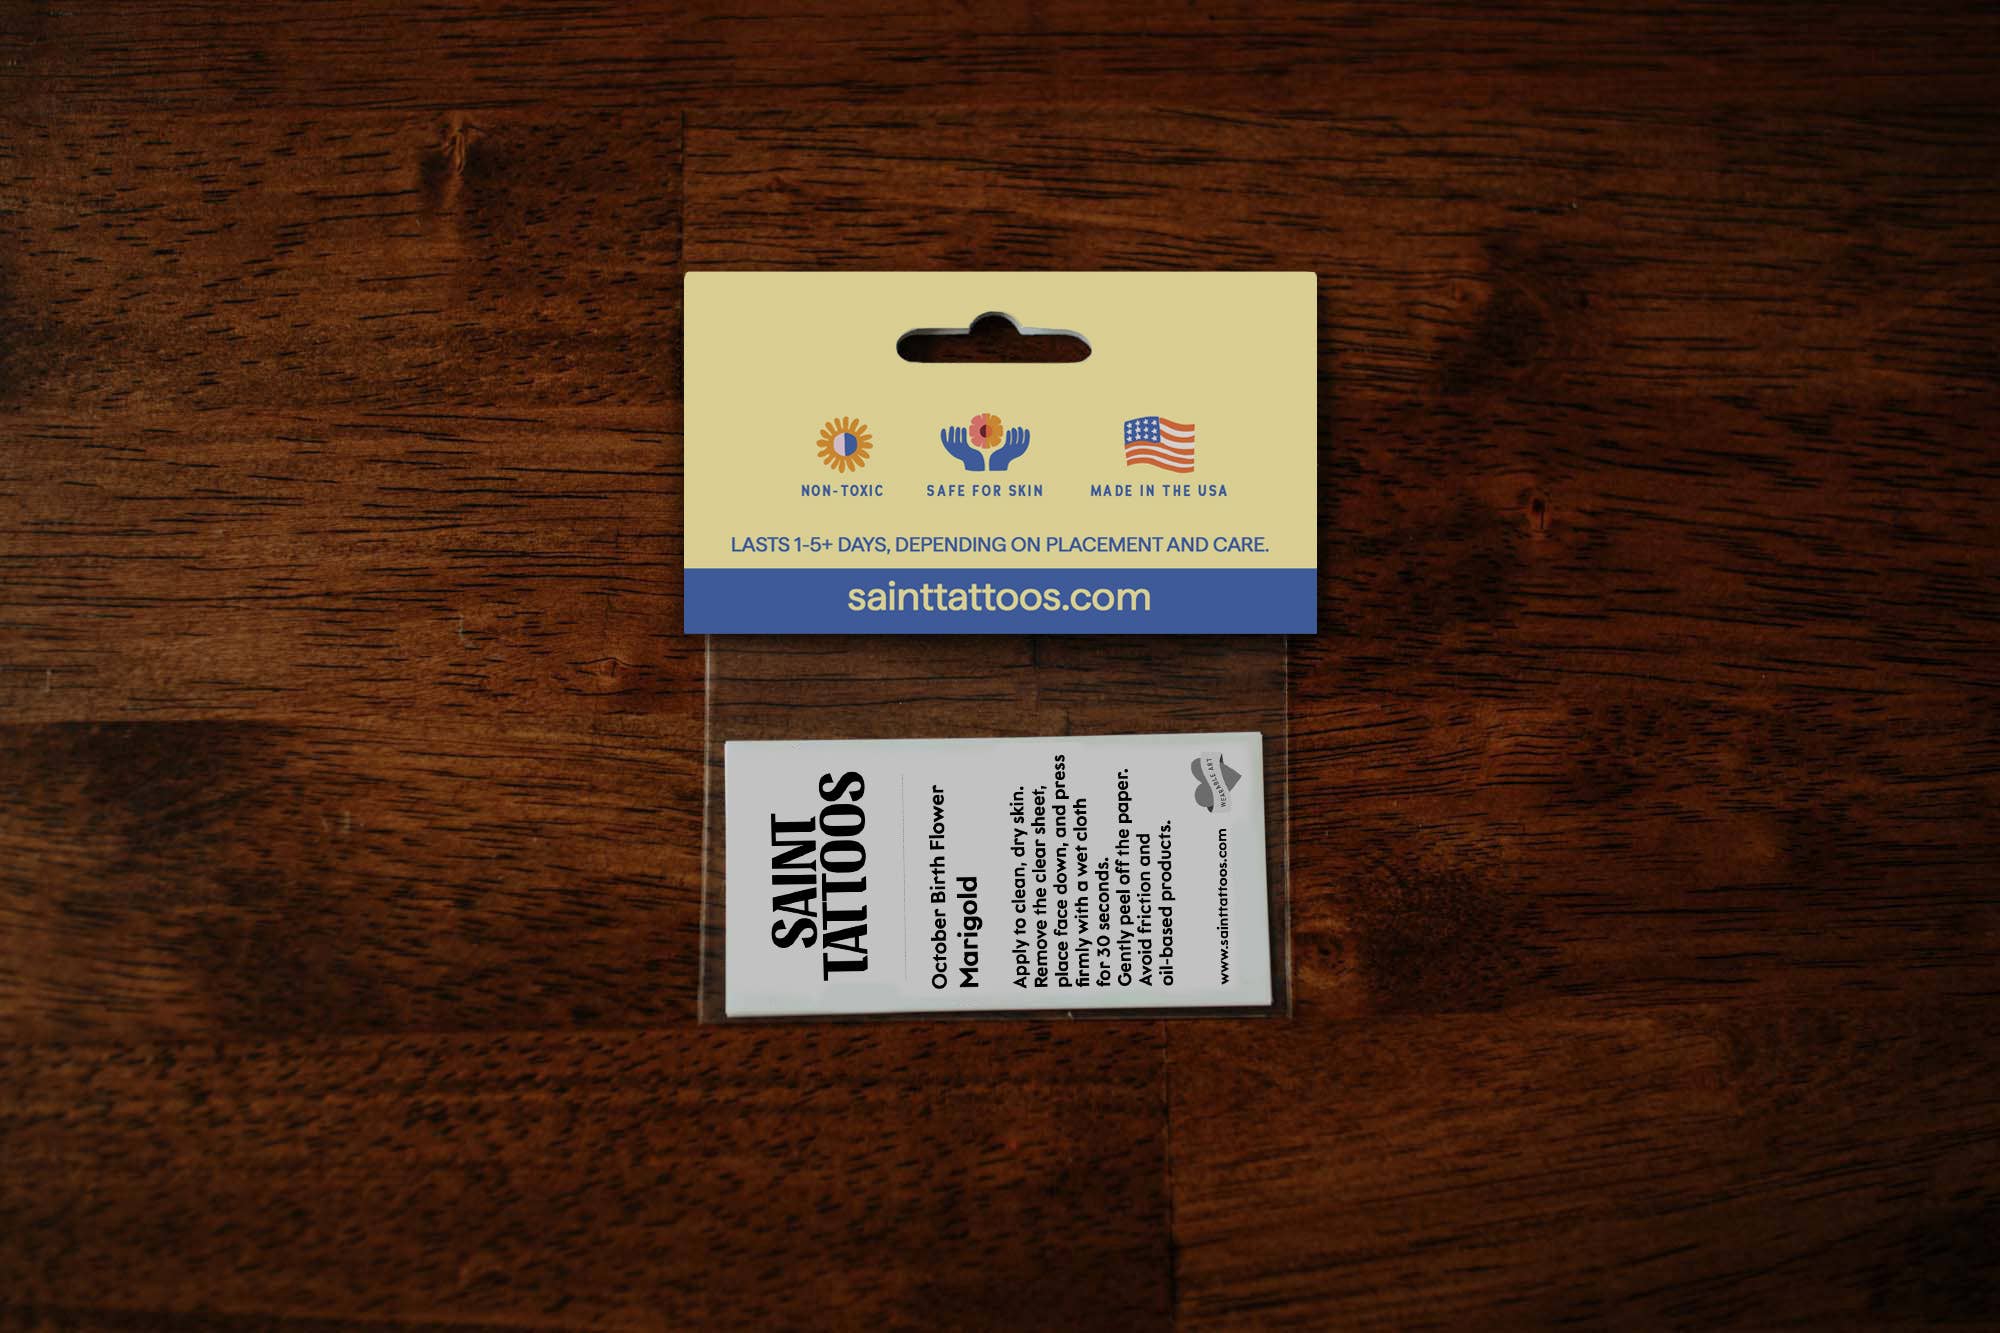 NON-TOXIC
SAFE FOR SKIN
MADE IN THE USA
LASTS 1-5+ DAYS, DEPENDING ON PLACEMENT AND CARE.
sainttattoos.com
SAINT
TATTOOS
October Birth Flower
Marigold
Apply to clean, dry skin.
Remove the clear sheet,
place face down, and press
firmly with a wet cloth
for 30 seconds.
Gently peel off the paper.
Avoid friction and
oil-based products.
www.sainttattoos.com
WEARABLE ART